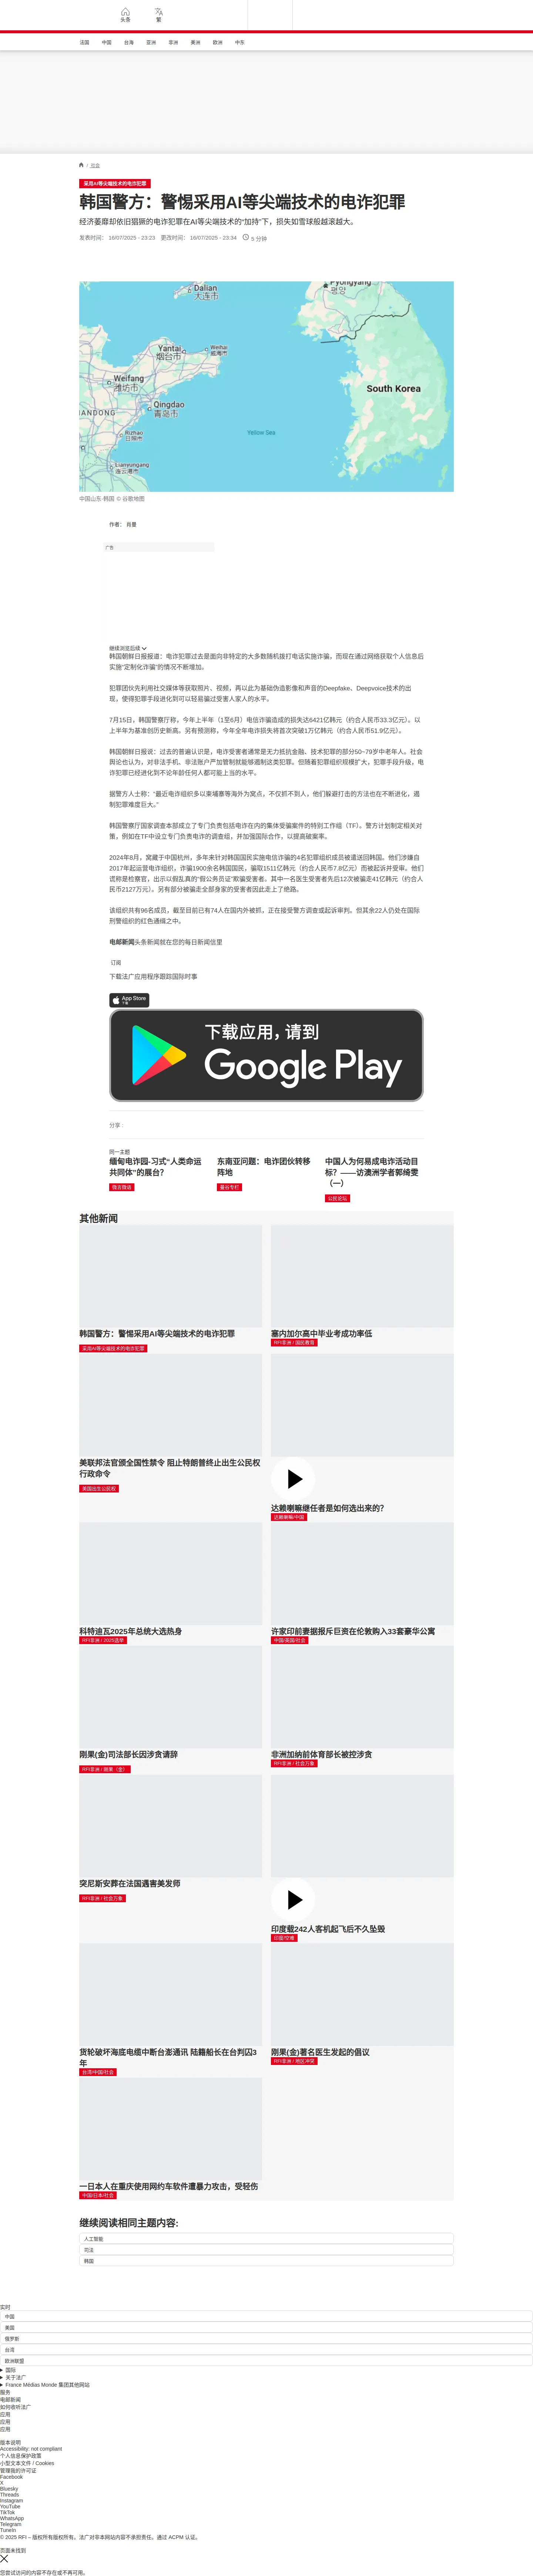 头条
繁
法国 中国 台海 亚洲 非洲 美洲 欧洲 中东
/ 社会
采用AI等尖端技术的电诈犯罪
韩国警方：警惕采用AI等尖端技术的电诈犯罪
经济萎靡却依旧猖獗的电诈犯罪在AI等尖端技术的“加持”下，损失如雪球般越滚越大。
发表时间： 16/07/2025 - 23:23 更改时间： 16/07/2025 - 23:34 5 分钟
Dalian
大连市
Pyongyang
평양
Yantai
烟台市
Weihai
威海市
Weifang
潍坊市
South Korea
Qingdao
青岛市
ANDONG
Rizhao
日照市
Yellow Sea
Lianyungang
连云港市
中国山东-韩国 © 谷歌地图
作者： 肖曼
广告
继续浏览后续
韩国朝鲜日报报道：电诈犯罪过去是面向非特定的大多数随机拨打电话实施诈骗，而现在通过网络获取个人信息后
实施“定制化诈骗”的情况不断增加。
犯罪团伙先利用社交媒体等获取照片、视频，再以此为基础伪造影像和声音的Deepfake、Deepvoice技术的出
现，使得犯罪手段进化到可以轻易骗过受害人家人的水平。
7月15日，韩国警察厅称，今年上半年（1至6月）电信诈骗造成的损失达6421亿韩元（约合人民币33.3亿元）。以
上半年为基准创历史新高。另有预测称，今年全年电诈损失将首次突破1万亿韩元（约合人民币51.9亿元）。
韩国朝鲜日报说：过去的普遍认识是，电诈受害者通常是无力抵抗金融、技术犯罪的部分50~79岁中老年人。社会
舆论也认为，对非法手机、非法账户严加管制就能够遏制这类犯罪。但随着犯罪组织规模扩大，犯罪手段升级，电
诈犯罪已经进化到不论年龄任何人都可能上当的水平。
据警方人士称：“最近电诈组织多以柬埔寨等海外为窝点，不仅抓不到人，他们躲避打击的方法也在不断进化，遏
制犯罪难度巨大。”
韩国警察厅国家调查本部成立了专门负责包括电诈在内的集体受骗案件的特别工作组（TF）。警方计划制定相关对
策，例如在TF中设立专门负责电诈的调查组，并加强国际合作，以提高破案率。
2024年8月，窝藏于中国杭州，多年来针对韩国国民实施电信诈骗的4名犯罪组织成员被遣送回韩国。他们涉嫌自
2017年起运营电诈组织，诈骗1900余名韩国国民，骗取1511亿韩元（约合人民币7.8亿元）而被起诉并受审。他们
谎称是检察官，出示以假乱真的“假公务员证”欺骗受害者。其中一名医生受害者先后12次被骗走41亿韩元（约合人
民币2127万元）。另有部分被骗走全部身家的受害者因此走上了绝路。
该组织共有96名成员，截至目前已有74人在国内外被抓，正在接受警方调查或起诉审判。但其余22人仍处在国际
刑警组织的红色通缉之中。
电邮新闻头条新闻就在您的每日新闻信里
订阅
下载法广应用程序跟踪国际时事
App Store
下载应用，请到
Google Play
分享 :
同一主题
缅甸电诈园-习式“人类命运
共同体”的展台？
微言微语
东南亚问题：电诈团伙转移
阵地
曼谷专栏
中国人为何易成电诈活动目
标？——访澳洲学者郭绮雯
（一）
公民论坛
其他新闻
韩国警方：警惕采用AI等尖端技术的电诈犯罪
采用AI等尖端技术的电诈犯罪
塞内加尔高中毕业考成功率低
RFI非洲 / 国民教育
美联邦法官颁全国性禁令 阻止特朗普终止出生公民权
行政命令
美国出生公民权
达赖喇嘛继任者是如何选出来的？
达赖喇嘛/中国
科特迪瓦2025年总统大选热身
RFI非洲 / 2025选举
许家印前妻据报斥巨资在伦敦购入33套豪华公寓
中国/英国/社会
刚果(金)司法部长因涉贪请辞
RFI非洲 / 刚果（金）
非洲加纳前体育部长被控涉贪
RFI非洲 / 社会万象
突尼斯安葬在法国遇害美发师
RFI非洲 / 社会万象
印度载242人客机起飞后不久坠毁
印度/空难
货轮破坏海底电缆中断台澎通讯 陆籍船长在台判囚3
年
台湾/中国/社会
刚果(金)著名医生发起的倡议
RFI非洲 / 地区冲突
一日本人在重庆使用网约车软件遭暴力攻击，受轻伤
中国/日本/社会
继续阅读相同主题内容:
人工智能
司法
韩国
实时
中国
美国
俄罗斯
台湾
欧洲联盟
国际
关于法广
France Médias Monde 集团其他网站
服务
电邮新闻
如何收听法广
应用
应用
应用
版本说明
Accessibility: not compliant
个人信息保护政策
小型文本文件 / Cookies
管理我的许可证
Facebook
X
Bluesky
Threads
Instagram
YouTube
TikTok
WhatsApp
Telegram
TuneIn
© 2025 RFI – 版权所有版权所有。法广对非本网站内容不承担责任。通过 ACPM 认证。
页面未找到
您尝试访问的内容不存在或不再可用。